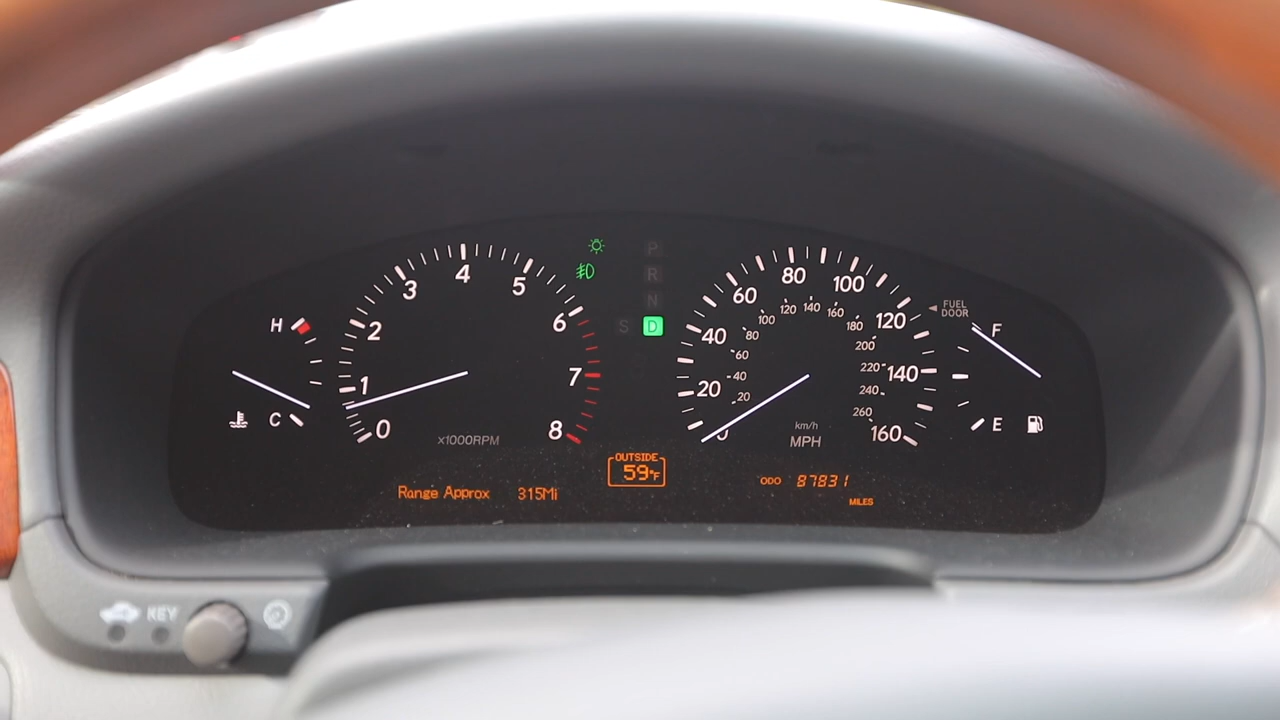 H
C
0
1
2
3
4
5
6
7
8
x1000RPM
P
R
N
D
S
20
40
60
80
100
120
140
160
20
40
60
80
100
120
140
160
180
200
220
240
260
km/h
MPH
FUEL
DOOR
F
E
OUTSIDE
59°F
Range Approx 315Mi
ODO 87831
MILES
KEY